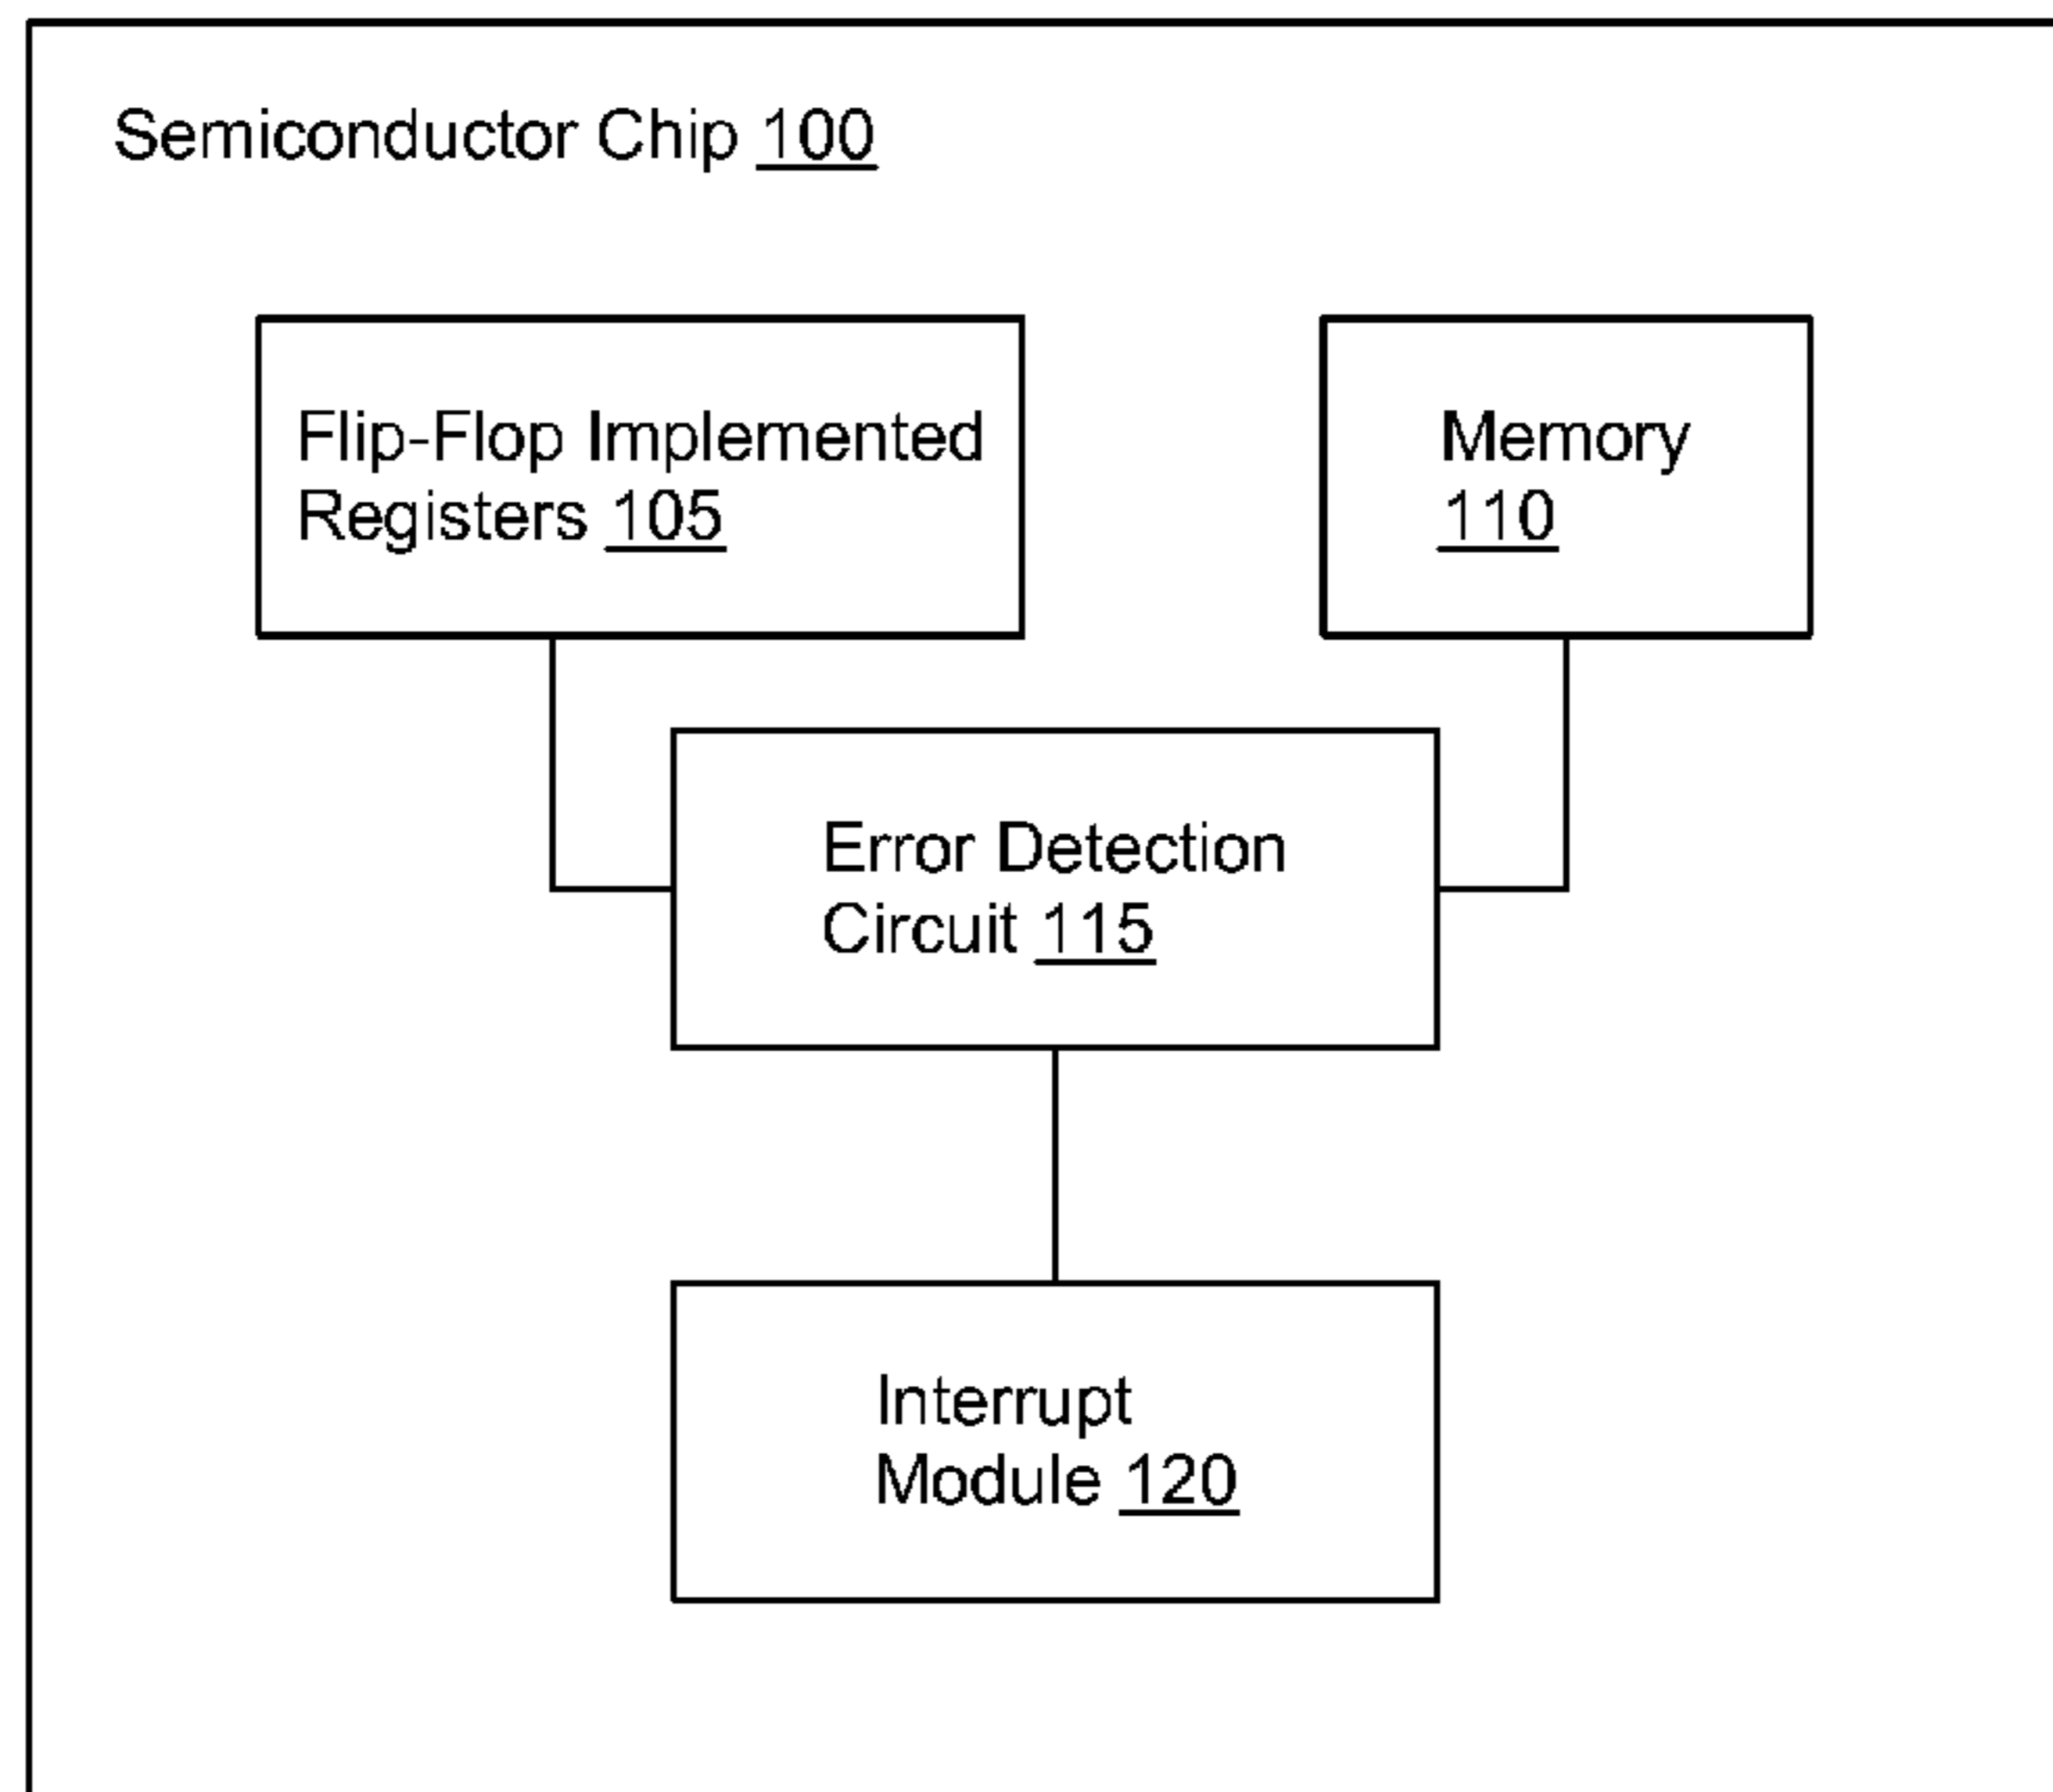 Semiconductor Chip 100
Flip-Flop Implemented
Registers 105
Memory
110
Error Detection
Circuit 115
Interrupt
Module 120